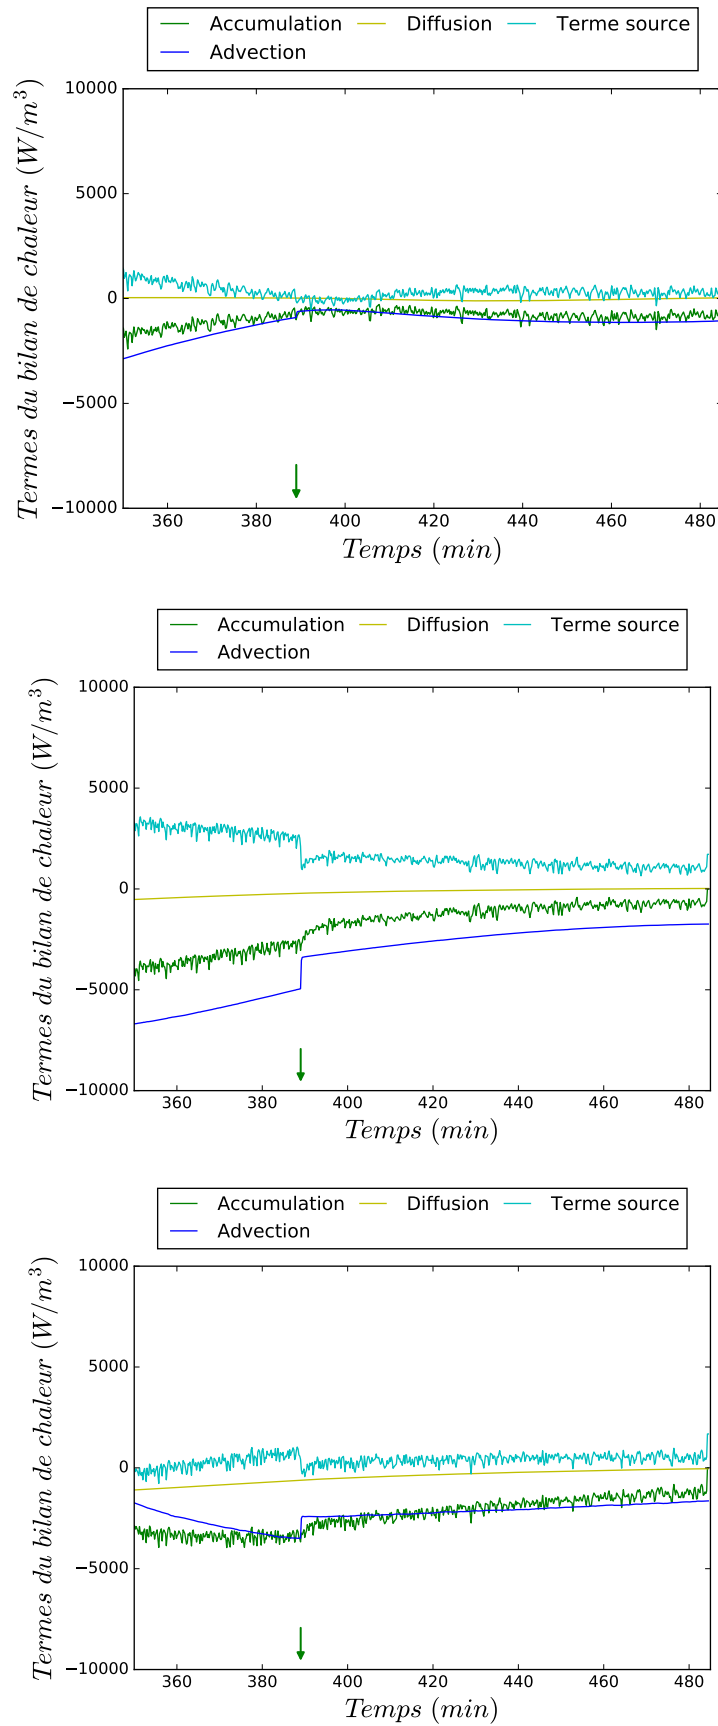 Accumulation Diffusion Terme source
Advection
Termes du bilan de chaleur (W/m³)
10000
5000
0
−5000
−10000
360 380 400 420 440 460 480
Temps (min)
Accumulation Diffusion Terme source
Advection
Termes du bilan de chaleur (W/m³)
10000
5000
0
−5000
−10000
360 380 400 420 440 460 480
Temps (min)
Accumulation Diffusion Terme source
Advection
Termes du bilan de chaleur (W/m³)
10000
5000
0
−5000
−10000
360 380 400 420 440 460 480
Temps (min)